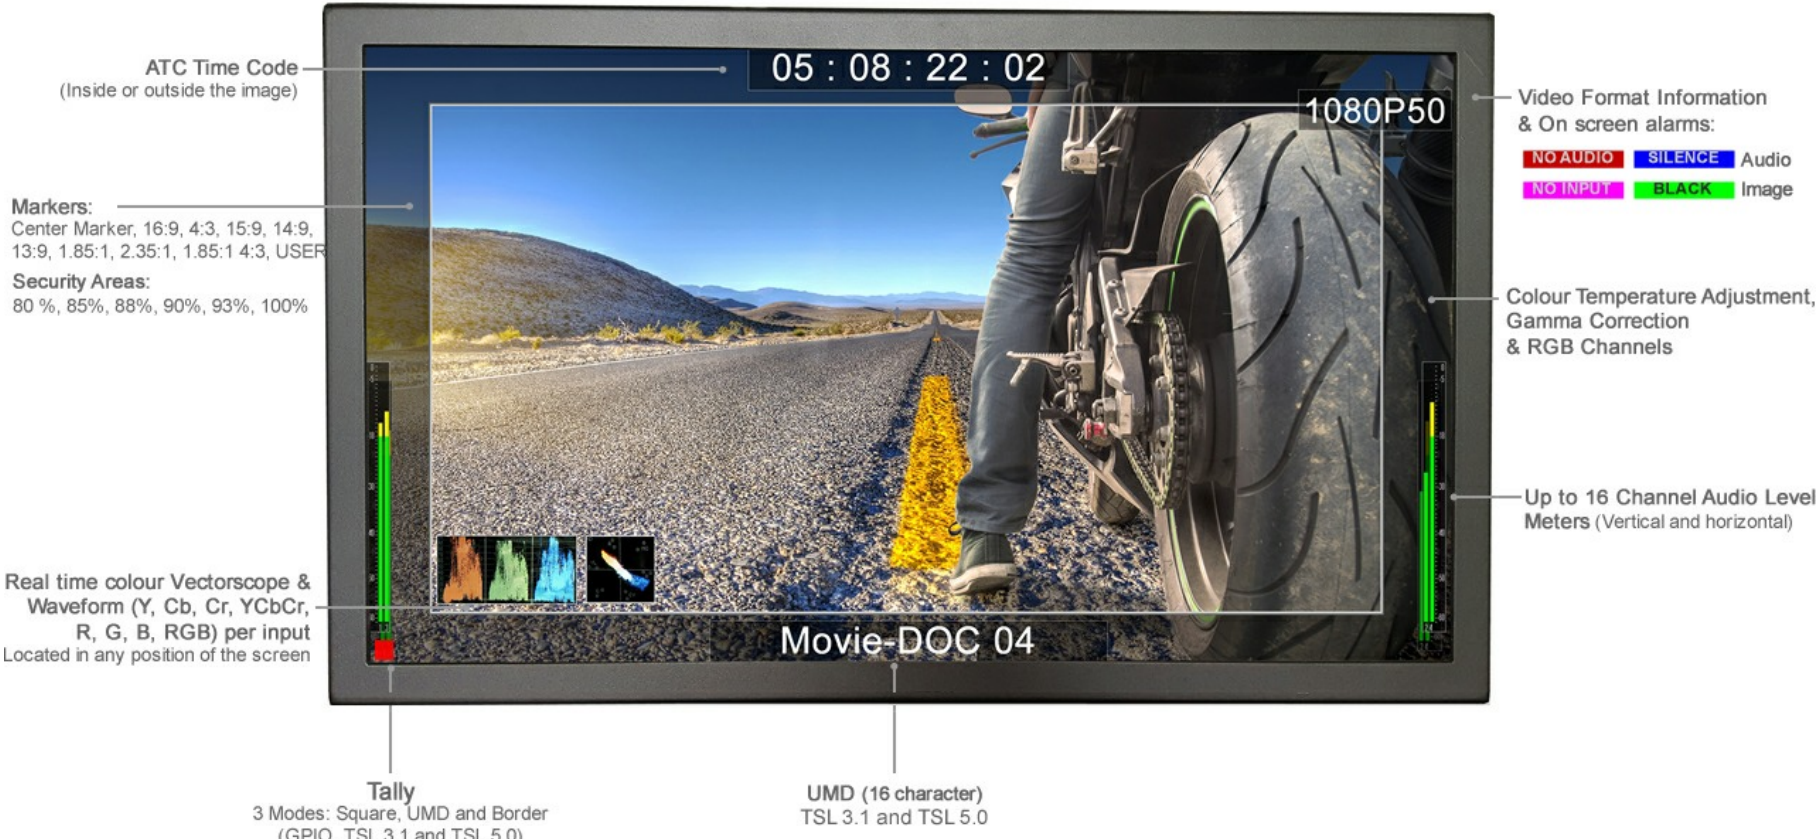 05 : 08 : 22 : 02
ATC Time Code
(Inside or outside the image)
1080P50
Video Format Information
& On screen alarms:
NO AUDIO SILENCE Audio
NO INPUT BLACK Image
Markers:
Center Marker, 16:9, 4:3, 15:9, 14:9,
13:9, 1.85:1, 2.35:1, 1.85:1 4:3, USER
Security Areas:
80 %, 85%, 88%, 90%, 93%, 100%
Colour Temperature Adjustment,
Gamma Correction
& RGB Channels
Up to 16 Channel Audio Level
Meters (Vertical and horizontal)
Real time colour Vectorscope &
Waveform (Y, Cb, Cr, YCbCr,
R, G, B, RGB) per input
Located in any position of the screen
Movie-DOC 04
Tally
3 Modes: Square, UMD and Border
(GPIO, TSL 3.1 and TSL 5.0)
UMD (16 character)
TSL 3.1 and TSL 5.0